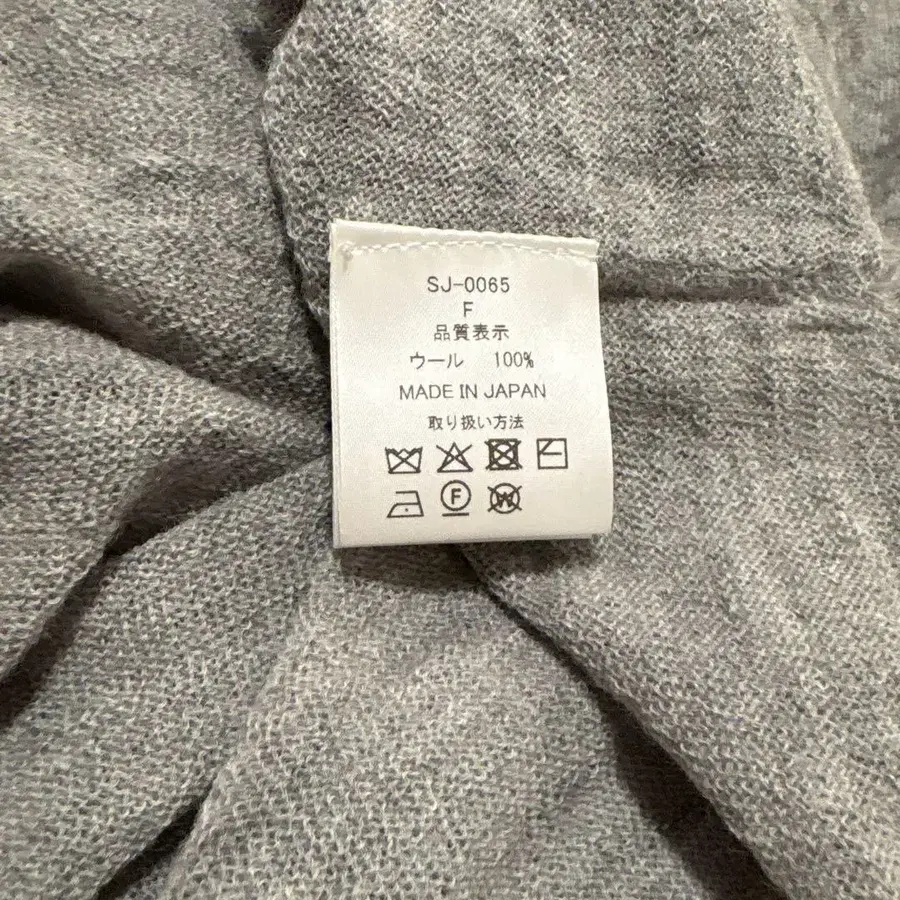 SJ-0065
F
品質表示
ウール 100%
MADE IN JAPAN
取り扱い方法
F W